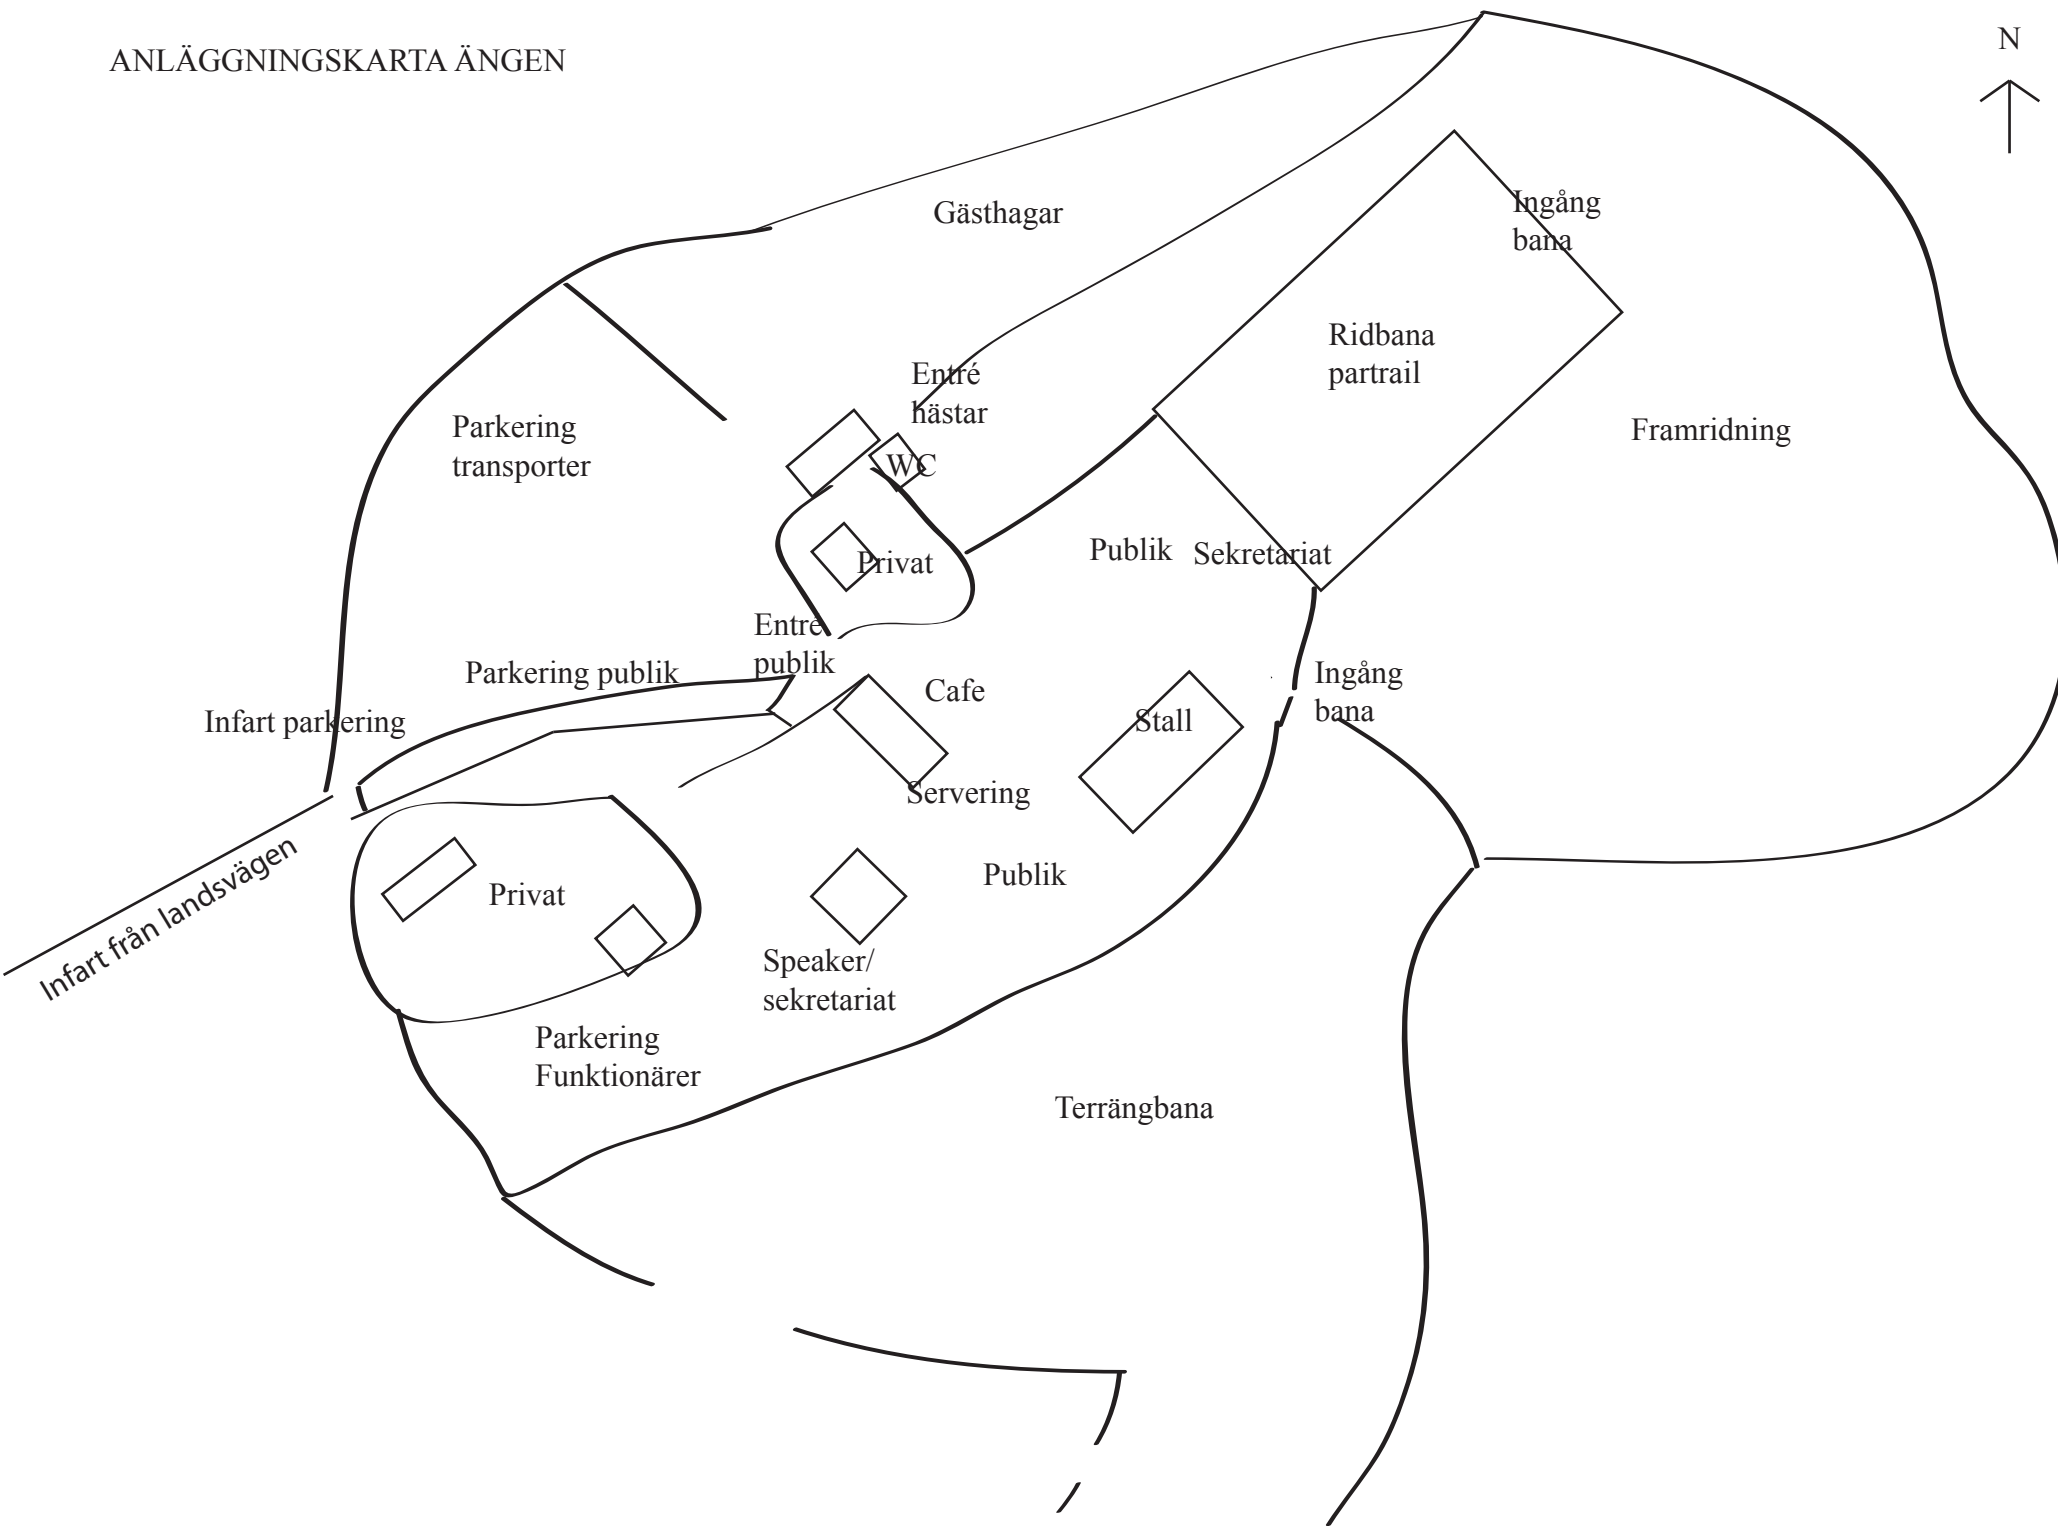 ANLÄGGNINGSKARTA ÄNGEN
N
Gästhagar
Ingång
bana
Ridbana
partrail
Entré
hästar
Parkering
transporter
Framridning
WC
Publik
Sekretariat
Privat
Entré
publik
Parkering publik
Cafe
Ingång
bana
Infart parkering
Stall
Servering
Infart från landsvägen
Privat
Publik
Speaker/
sekretariat
Parkering
Funktionärer
Terrängbana